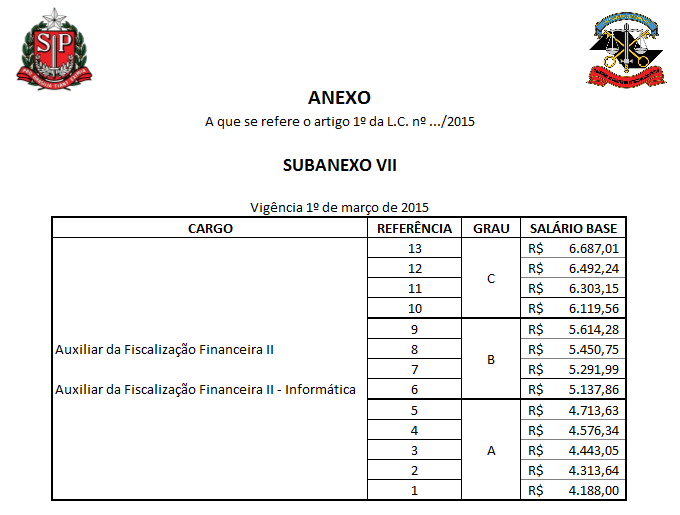 SP
ANEXO
A que se refere o artigo 1º da L.C. nº .../2015
SUBANEXO VII
Vigência 1º de março de 2015
CARGO REFERÊNCIA GRAU SALÁRIO BASE
13 R$ 6.687,01
12 R$ 6.492,24
C
11 R$ 6.303,15
10 R$ 6.119,56
9 R$ 5.614,28
Auxiliar da Fiscalização Financeira II 8 R$ 5.450,75
B
7 R$ 5.291,99
Auxiliar da Fiscalização Financeira II - Informática 6 R$ 5.137,86
5 R$ 4.713,63
4 R$ 4.576,34
3 A R$ 4.443,05
2 R$ 4.313,64
1 R$ 4.188,00